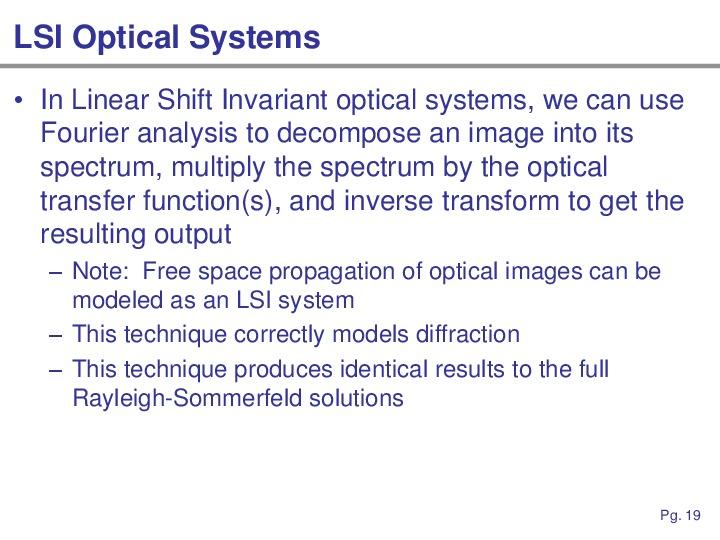 LSI Optical Systems
• In Linear Shift Invariant optical systems, we can use
Fourier analysis to decompose an image into its
spectrum, multiply the spectrum by the optical
transfer function(s), and inverse transform to get the
resulting output
– Note:  Free space propagation of optical images can be
modeled as an LSI system
– This technique correctly models diffraction
– This technique produces identical results to the full
Rayleigh-Sommerfeld solutions
Pg. 19